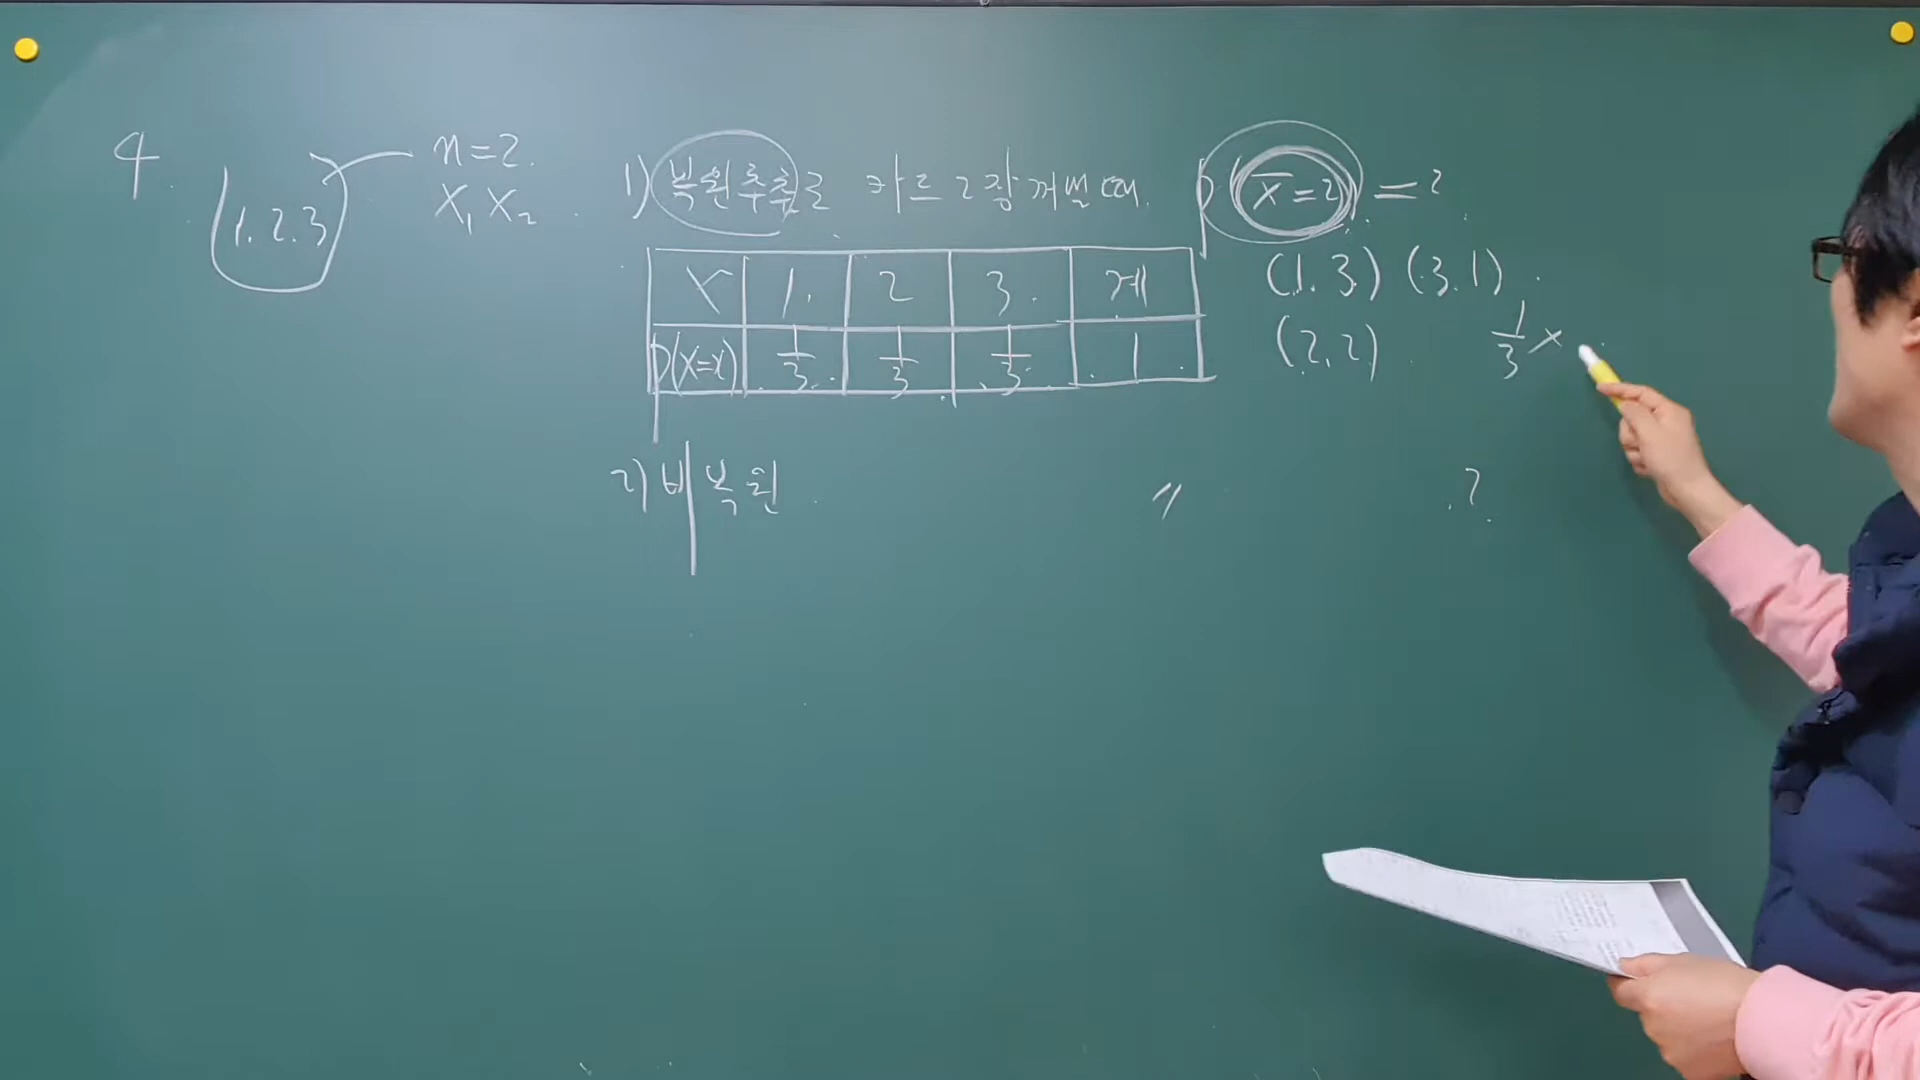 4.
1. 2. 3
n=2.
X₁ X₂
1) 복원추출로 카드 2장 꺼낼 때 P(X̄=2)=?
X 1. 2 3. 계
P(X=x) 1/3 1/3 1/3 1
(1. 3) (3. 1)
(2, 2) 1/3 ×
2) 비복원 〃 ?